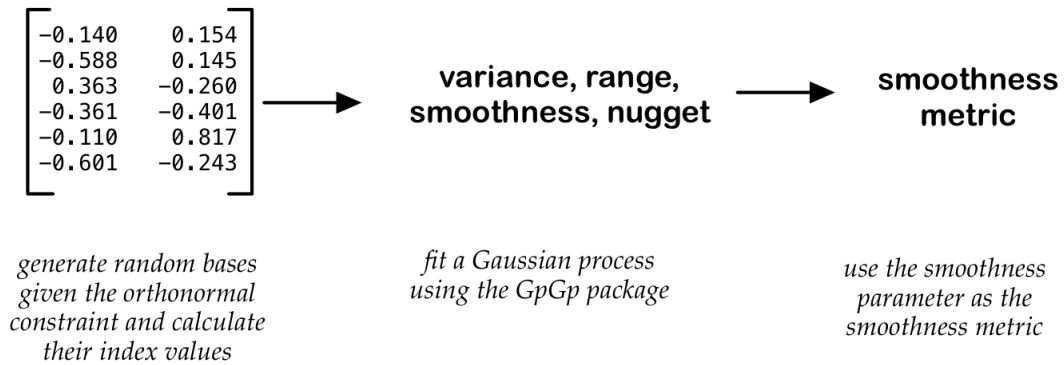 -0.140 0.154
-0.588 0.145
0.363 -0.260
-0.361 -0.401
-0.110 0.817
-0.601 -0.243
variance, range,
smoothness, nugget
smoothness
metric
generate random bases
given the orthonormal
constraint and calculate
their index values
fit a Gaussian process
using the GpGp package
use the smoothness
parameter as the
smoothness metric